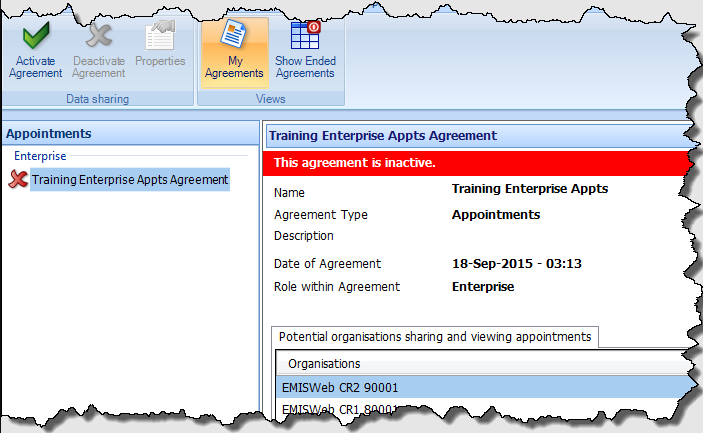 Activate Agreement
Deactivate Agreement
Properties
My Agreements
Show Ended Agreements
Data sharing
Views
Appointments
Enterprise
Training Enterprise Appts Agreement
Training Enterprise Appts Agreement
This agreement is inactive.
Name Training Enterprise Appts
Agreement Type Appointments
Description
Date of Agreement 18-Sep-2015 - 03:13
Role within Agreement Enterprise
Potential organisations sharing and viewing appointments
Organisations
EMISWeb CR2 90001
EMISWeb CR1 80001